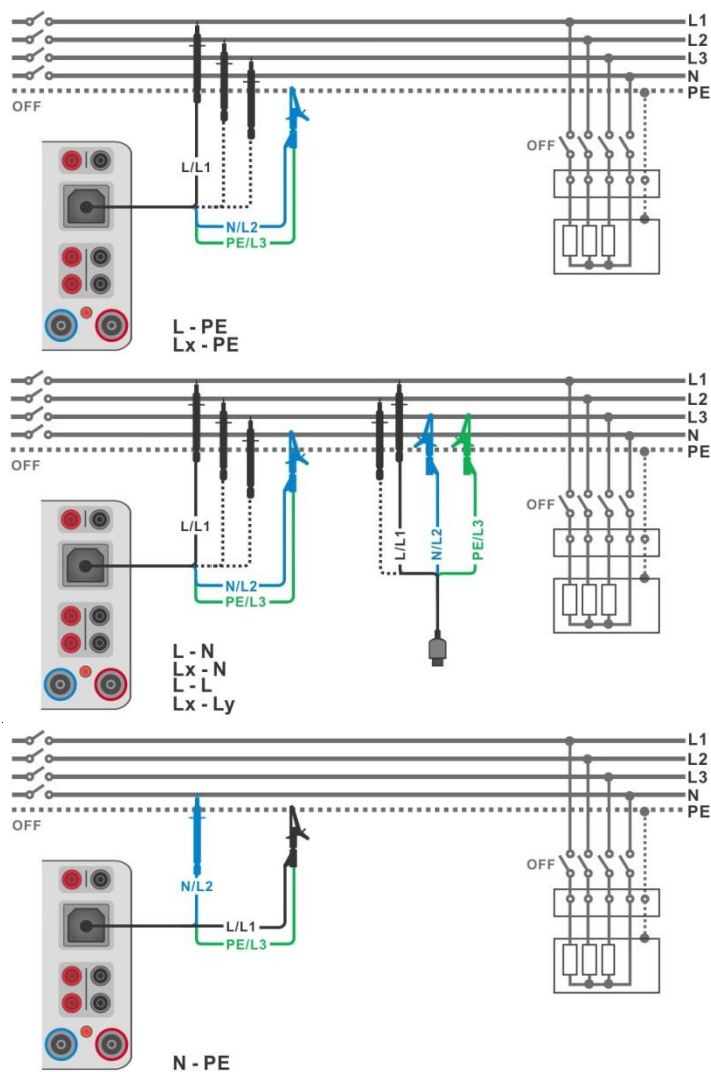 L1
L2
L3
N
PE
OFF
OFF
L/L1
N/L2
PE/L3
L - PE
Lx - PE
L1
L2
L3
N
PE
OFF
OFF
L/L1
L/L1
N/L2
PE/L3
N/L2
PE/L3
L - N
Lx - N
L - L
Lx - Ly
L1
L2
L3
N
PE
OFF
OFF
N/L2
L/L1
PE/L3
N - PE